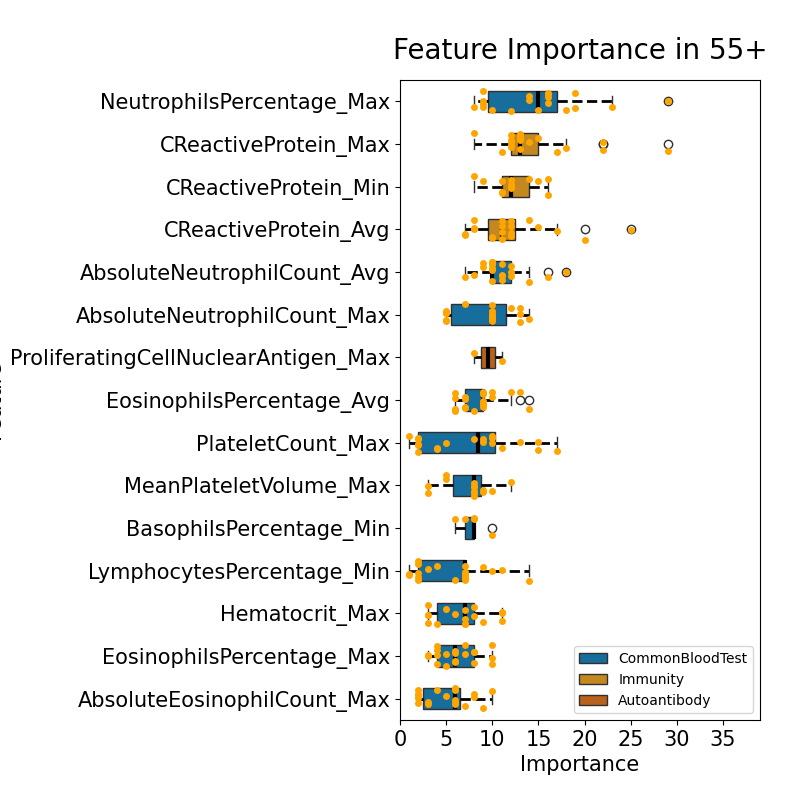 Feature Importance in 55+
NeutrophilsPercentage_Max
CReactiveProtein_Max
CReactiveProtein_Min
CReactiveProtein_Avg
AbsoluteNeutrophilCount_Avg
AbsoluteNeutrophilCount_Max
ProliferatingCellNuclearAntigen_Max
EosinophilsPercentage_Avg
PlateletCount_Max
MeanPlateletVolume_Max
BasophilsPercentage_Min
LymphocytesPercentage_Min
Hematocrit_Max
EosinophilsPercentage_Max
AbsoluteEosinophilCount_Max
CommonBloodTest
Immunity
Autoantibody
0 5 10 15 20 25 30 35
Importance